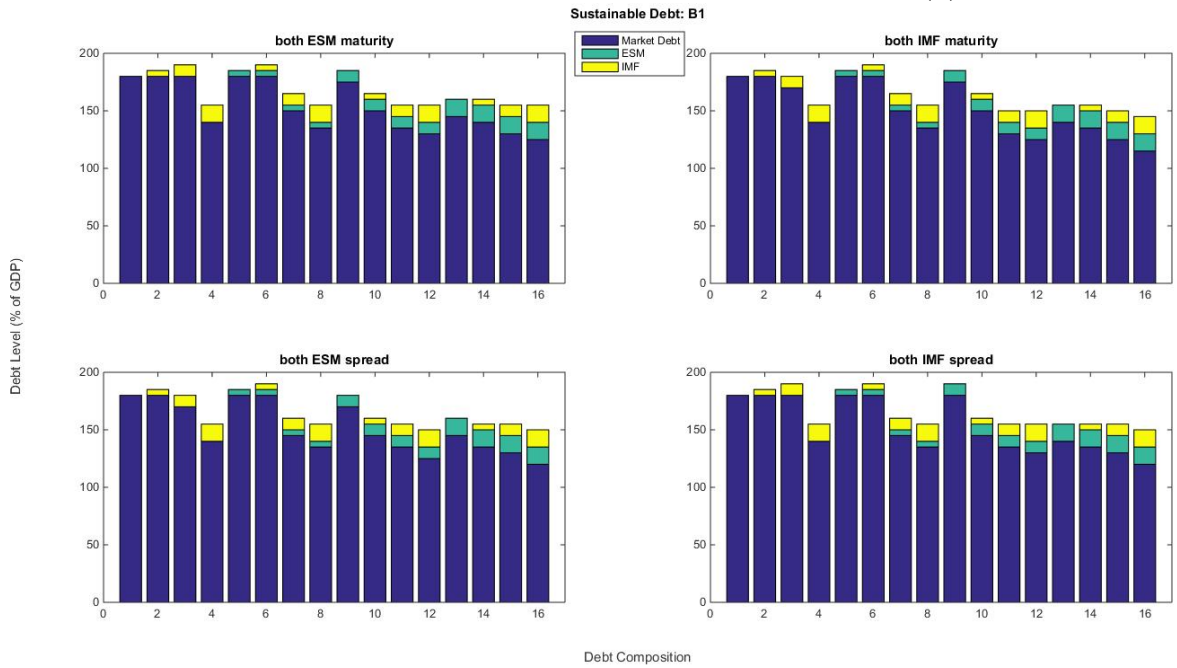 Sustainable Debt: B1
both ESM maturity
200
150
100
50
0
0 2 4 6 8 10 12 14 16
Market Debt
ESM
IMF
both IMF maturity
200
150
100
50
0
0 2 4 6 8 10 12 14 16
Debt Level (% of GDP)
both ESM spread
200
150
100
50
0
0 2 4 6 8 10 12 14 16
both IMF spread
200
150
100
50
0
0 2 4 6 8 10 12 14 16
Debt Composition